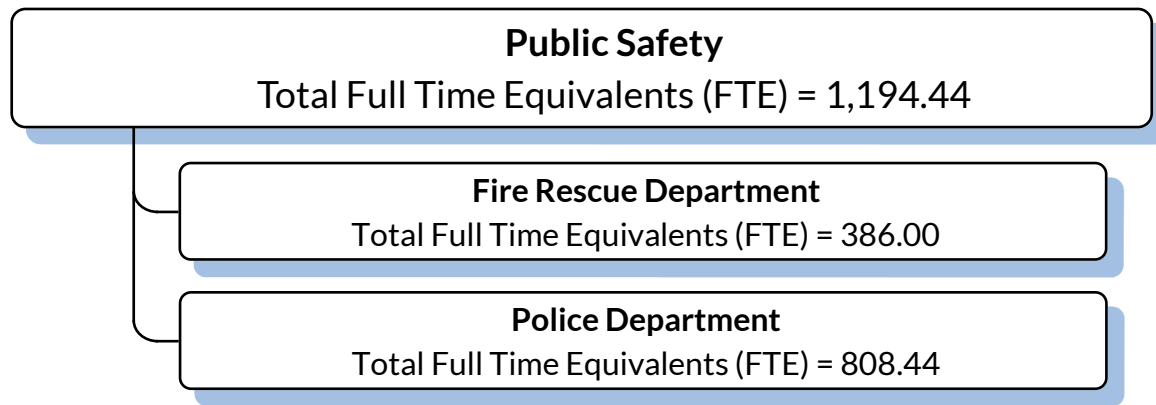 Public Safety
Total Full Time Equivalents (FTE) = 1,194.44
Fire Rescue Department
Total Full Time Equivalents (FTE) = 386.00
Police Department
Total Full Time Equivalents (FTE) = 808.44